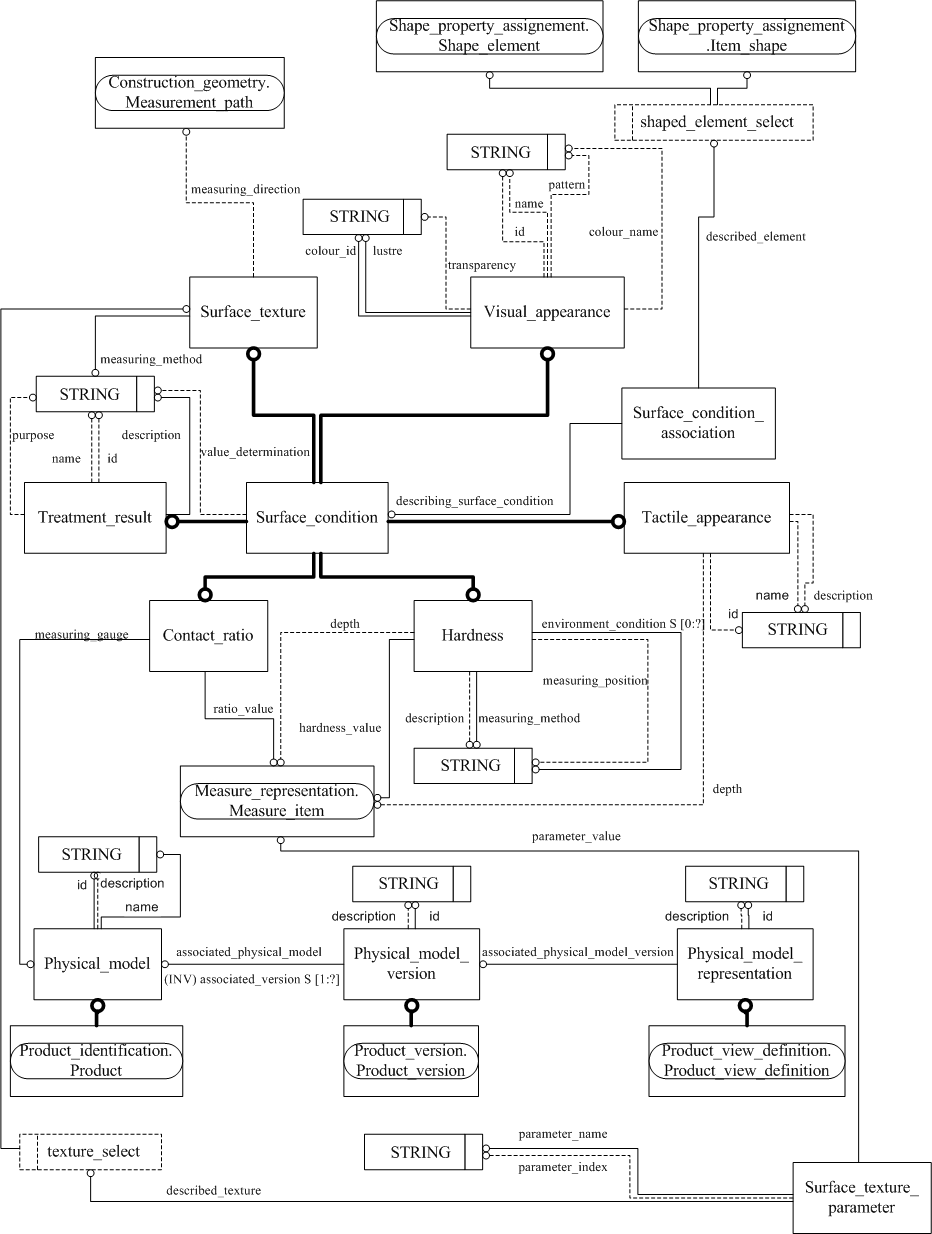 Shape_property_assignement.
Shape_element
Shape_property_assignement
.Item_shape
Construction_geometry.
Measurement_path
shaped_element_select
STRING
pattern
measuring_direction
name
STRING
id
colour_name
described_element
colour_id
lustre
transparency
Surface_texture
Visual_appearance
measuring_method
STRING
Surface_condition_
association
purpose
description
name
id
value_determination
describing_surface_condition
Treatment_result
Surface_condition
Tactile_appearance
name
description
id
STRING
measuring_gauge
Contact_ratio
depth
Hardness
environment_condition S [0:?]
measuring_position
ratio_value
hardness_value
description
measuring_method
STRING
depth
Measure_representation.
Measure_item
parameter_value
STRING
id
description
name
STRING
description
id
STRING
description
id
Physical_model
associated_physical_model
(INV) associated_version S [1:?]
Physical_model_
version
associated_physical_model_version
Physical_model_
representation
Product_identification.
Product
Product_version.
Product_version
Product_view_definition.
Product_view_definition
texture_select
STRING
parameter_name
parameter_index
described_texture
Surface_texture_
parameter